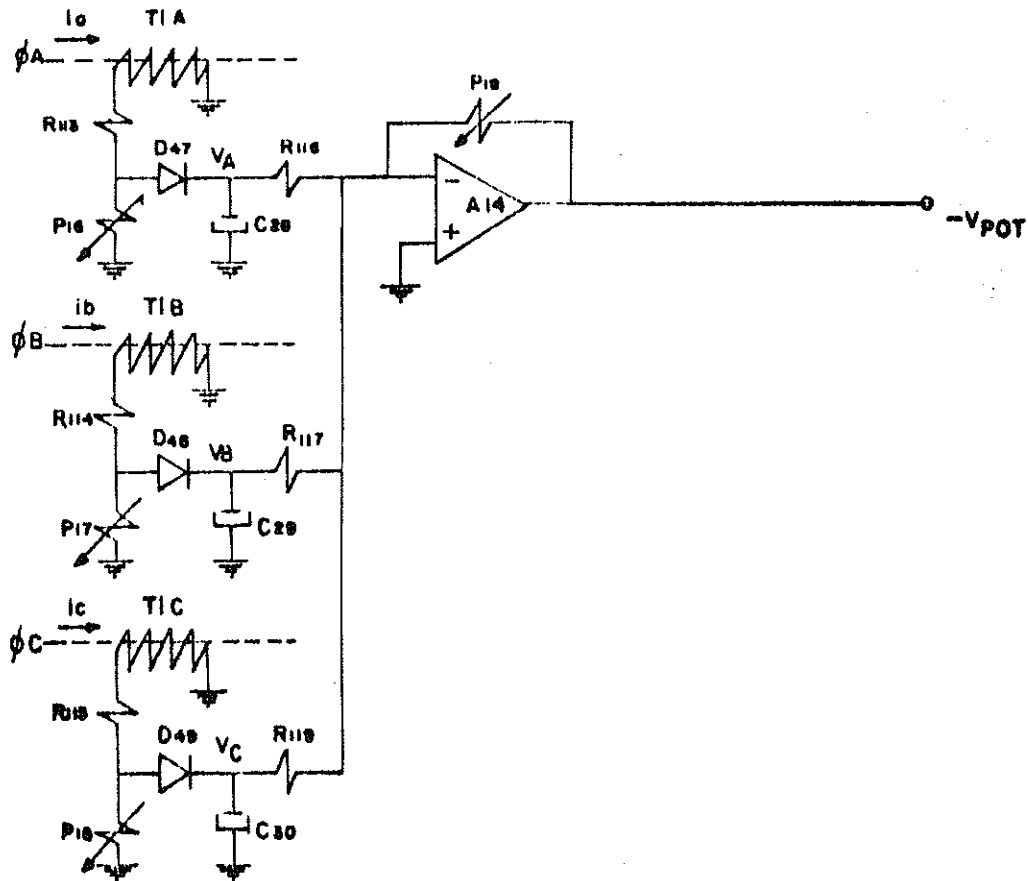 ia T1A
ϕA
R113
D47 VA R116
P16 C28
P19
A14
−
+
-VPOT
ib T1B
ϕB
R114
D48 VB R117
P17 C29
ic T1C
ϕC
R115
D49 VC R118
P18 C30